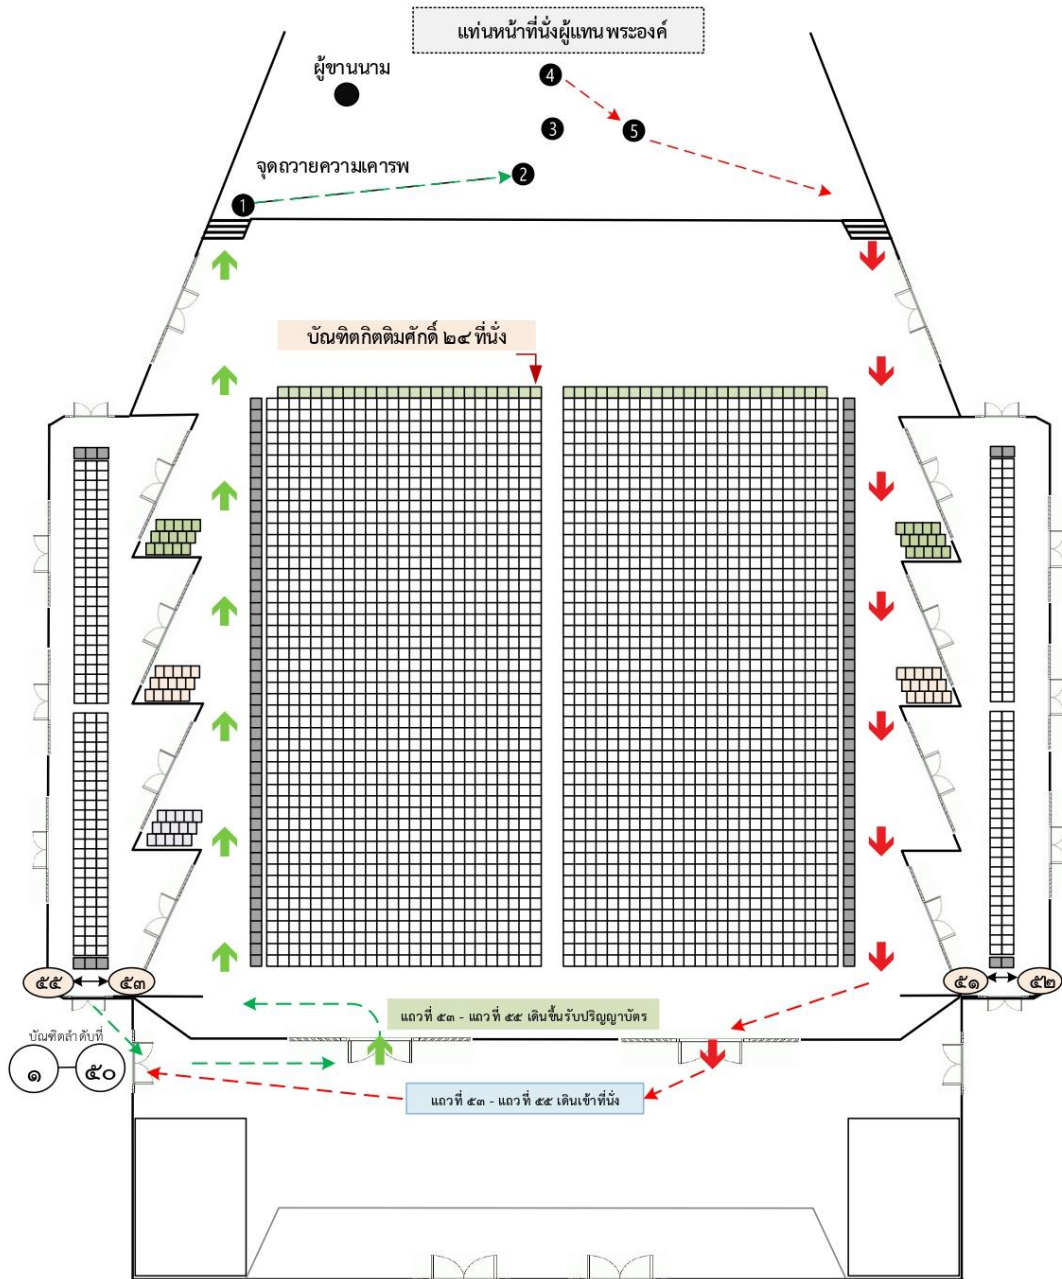 แท่นหน้าที่นั่งผู้แทนพระองค์
ผู้ขานนาม
4
3
5
จุดถวายความเคารพ
2
1
บัณฑิตกิตติมศักดิ์ ๒๔ ที่นั่ง
๕๕
๕๓
๕๑
๕๒
แถวที่ ๕๓ - แถวที่ ๕๕ เดินขึ้นรับปริญญาบัตร
บัณฑิตลำดับที่
๑
๕๐
แถวที่ ๕๓ - แถวที่ ๕๕ เดินเข้าที่นั่ง